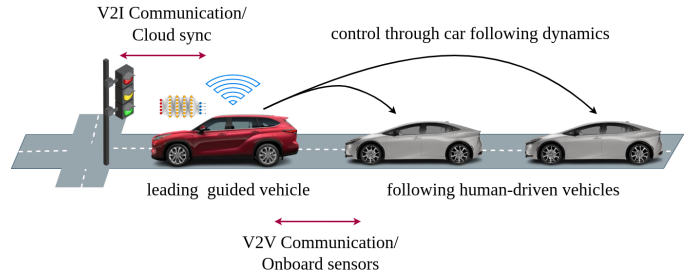 V2I Communication/
Cloud sync
control through car following dynamics
leading guided vehicle
following human-driven vehicles
V2V Communication/
Onboard sensors